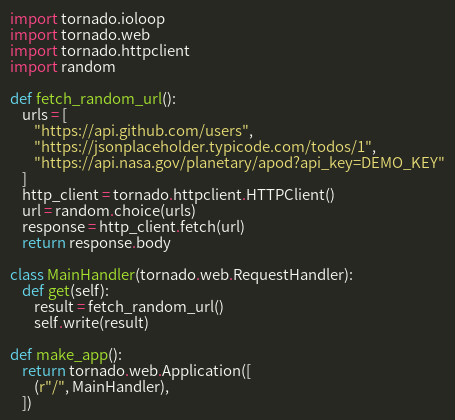 import tornado.ioloop
import tornado.web
import tornado.httpclient
import random
def fetch_random_url():
urls = [
"https://api.github.com/users",
"https://jsonplaceholder.typicode.com/todos/1",
"https://api.nasa.gov/planetary/apod?api_key=DEMO_KEY"
]
http_client = tornado.httpclient.HTTPClient()
url = random.choice(urls)
response = http_client.fetch(url)
return response.body
class MainHandler(tornado.web.RequestHandler):
def get(self):
result = fetch_random_url()
self.write(result)
def make_app():
return tornado.web.Application([
(r"/", MainHandler),
])